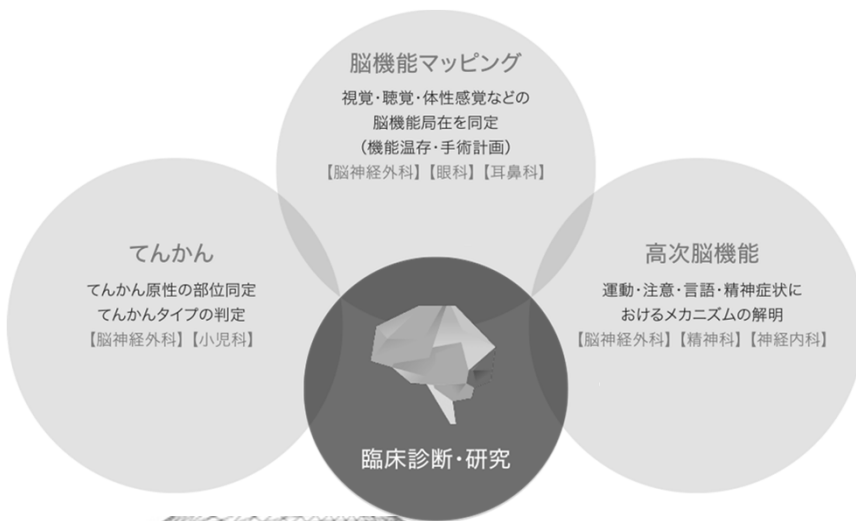 脳機能マッピング
視覚・聴覚・体性感覚などの
脳機能局在を同定
（機能温存・手術計画）
【脳神経外科】【眼科】【耳鼻科】
てんかん
てんかん原性の部位同定
てんかんタイプの判定
【脳神経外科】【小児科】
高次脳機能
運動・注意・言語・精神症状に
おけるメカニズムの解明
【脳神経外科】【精神科】【神経内科】
臨床診断・研究